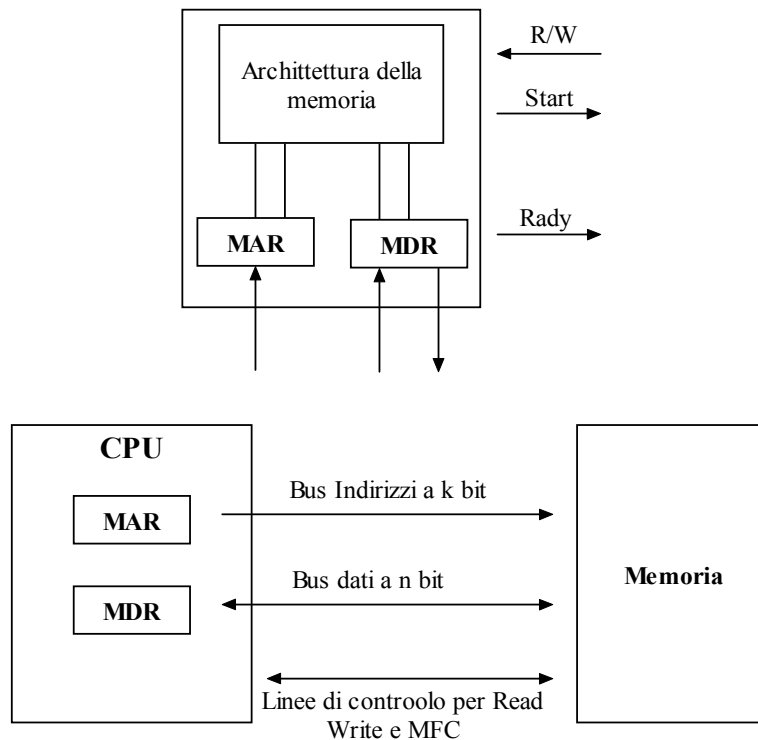 R/W
Archittettura della
memoria
Start
Rady
MAR
MDR
CPU
Bus Indirizzi a k bit
MAR
Bus dati a n bit
MDR
Memoria
Linee di controolo per Read
Write e MFC